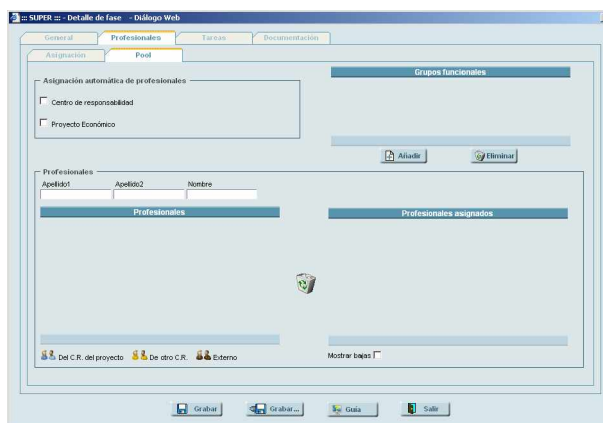 ::: SUPER ::: - Detalle de fase - Diálogo Web
General Profesionales Tareas Documentación
Asignación Pool
Asignación automática de profesionales
Centro de responsabilidad
Proyecto Económico
Grupos funcionales
Añadir Eliminar
Profesionales
Apellido1 Apellido2 Nombre
Profesionales
Profesionales asignados
Del C.R. del proyecto De otro C.R. Externo
Mostrar bajas
Grabar Grabar... Guía Salir